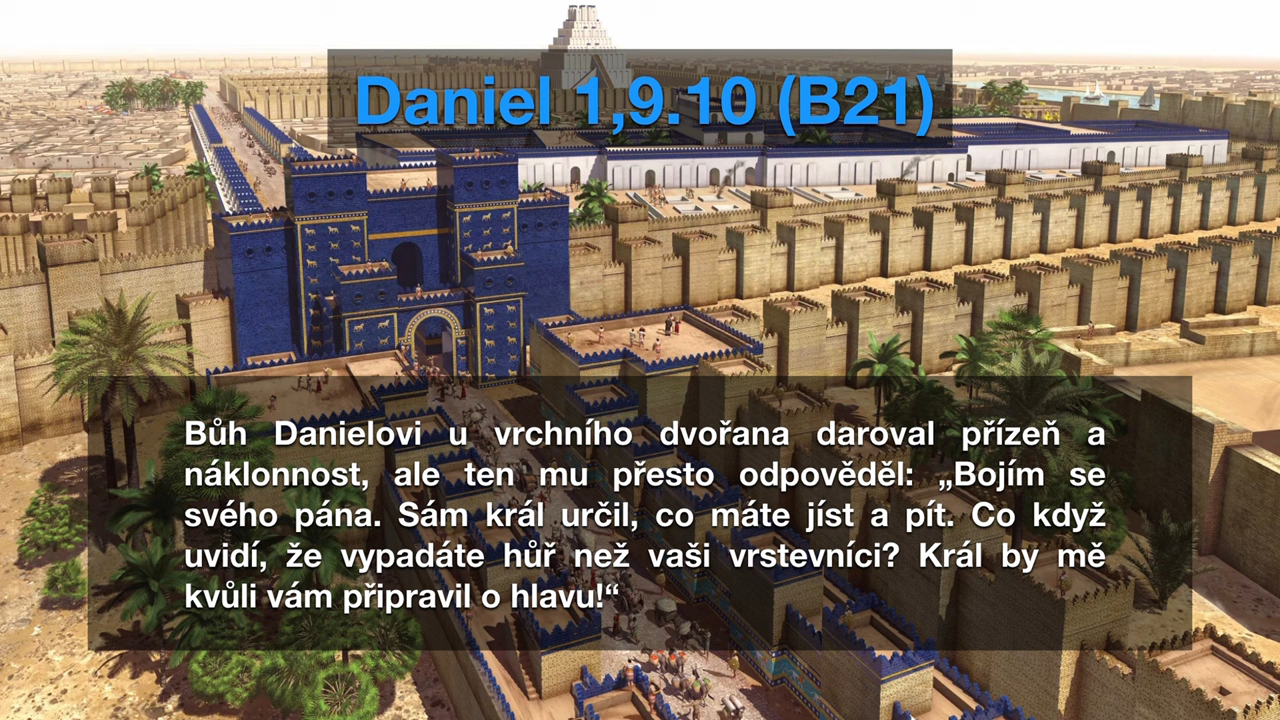 Daniel 1,9.10 (B21)
Bůh Danielovi u vrchního dvořana daroval přízeň a
náklonnost, ale ten mu přesto odpověděl: „Bojím se
svého pána. Sám král určil, co máte jíst a pít. Co když
uvidí, že vypadáte hůř než vaši vrstevníci? Král by mě
kvůli vám připravil o hlavu!“